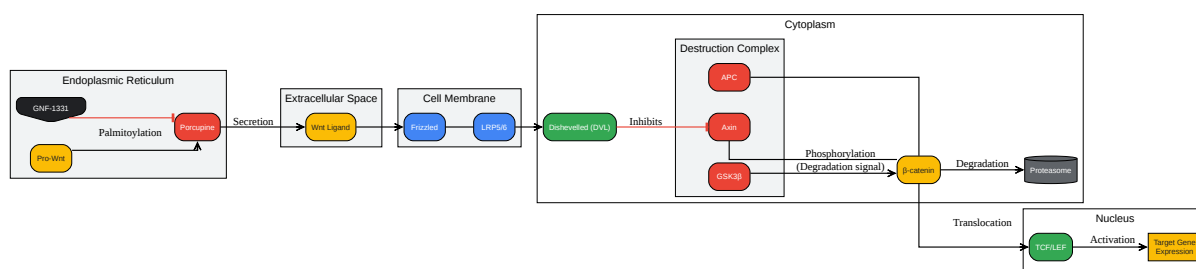 Cytoplasm
Destruction Complex
Endoplasmic Reticulum
APC
GNF-1331
Extracellular Space
Cell Membrane
Palmitoylation
Porcupine
Secretion
Wnt Ligand
Frizzled
LRP5/6
Dishevelled (DVL)
Inhibits
Axin
Pro-Wnt
Phosphorylation
(Degradation signal)
GSK3β
β-catenin
Degradation
Proteasome
Translocation
Nucleus
TCF/LEF
Activation
Target Gene
Expression